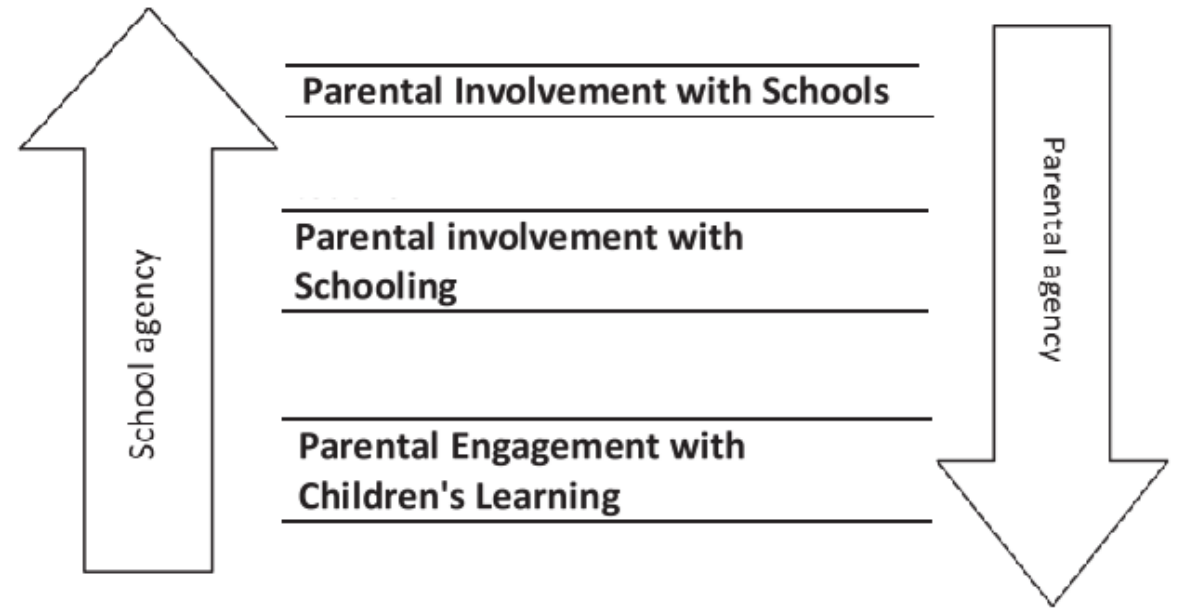 Parental Involvement with Schools
Parental involvement with
Schooling
Parental Engagement with
Children's Learning
School agency
Parental agency